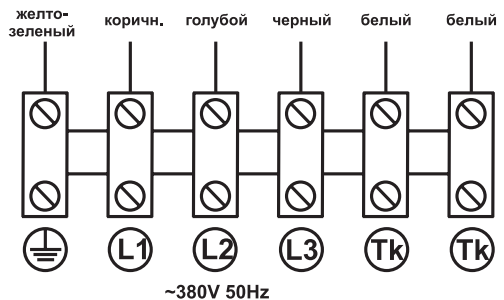 желто-
зеленый
коричн.
голубой
черный
белый
белый
L1
L2
L3
Tk
Tk
~380V 50Hz